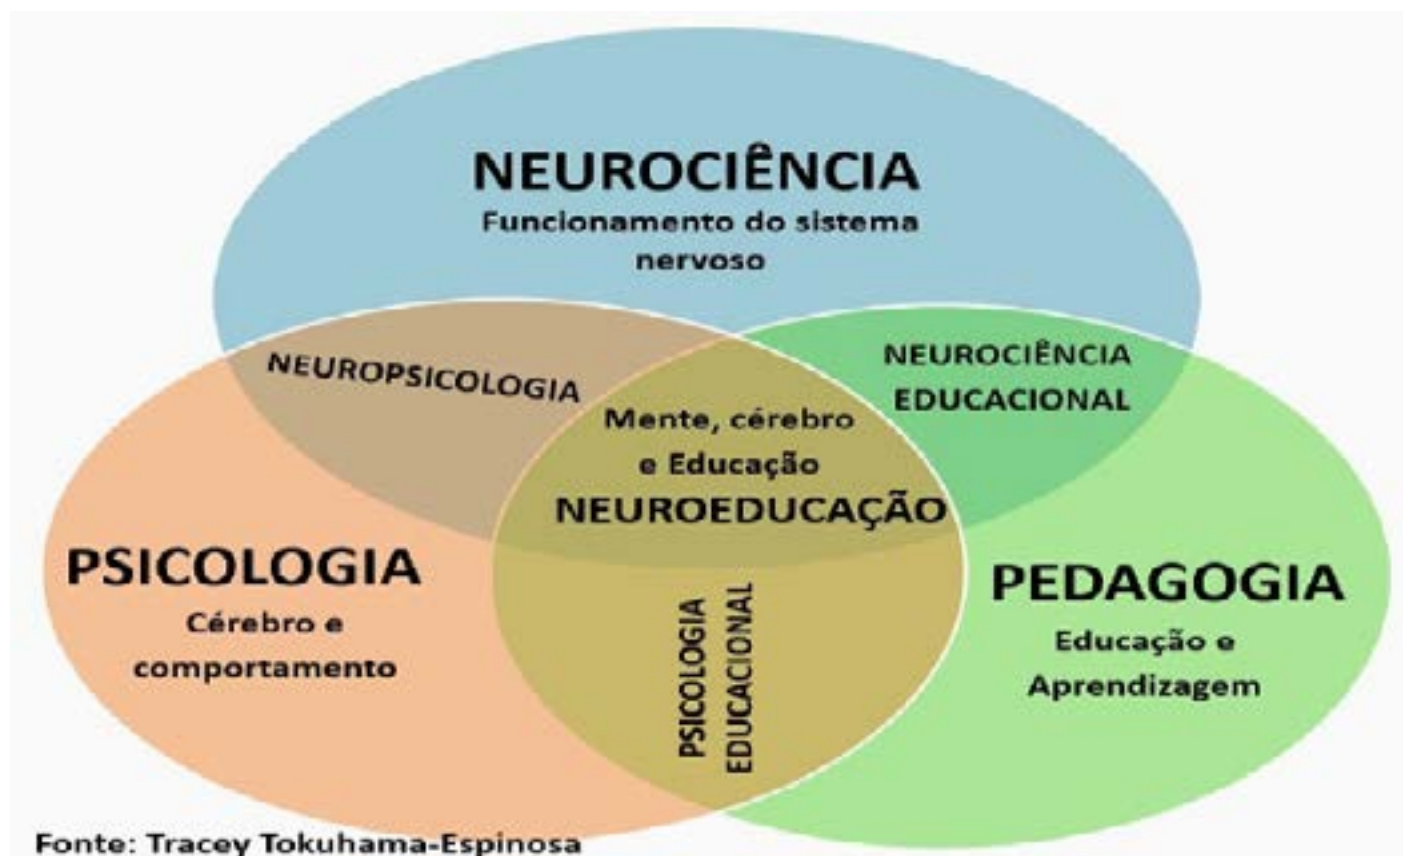 NEUROCIÊNCIA
Funcionamento do sistema
nervoso
NEUROPSICOLOGIA
NEUROCIÊNCIA
EDUCACIONAL
Mente, cérebro
e Educação
NEUROEDUCAÇÃO
PSICOLOGIA
Cérebro e
comportamento
PSICOLOGIA
EDUCACIONAL
PEDAGOGIA
Educação e
Aprendizagem
Fonte: Tracey Tokuhama-Espinosa